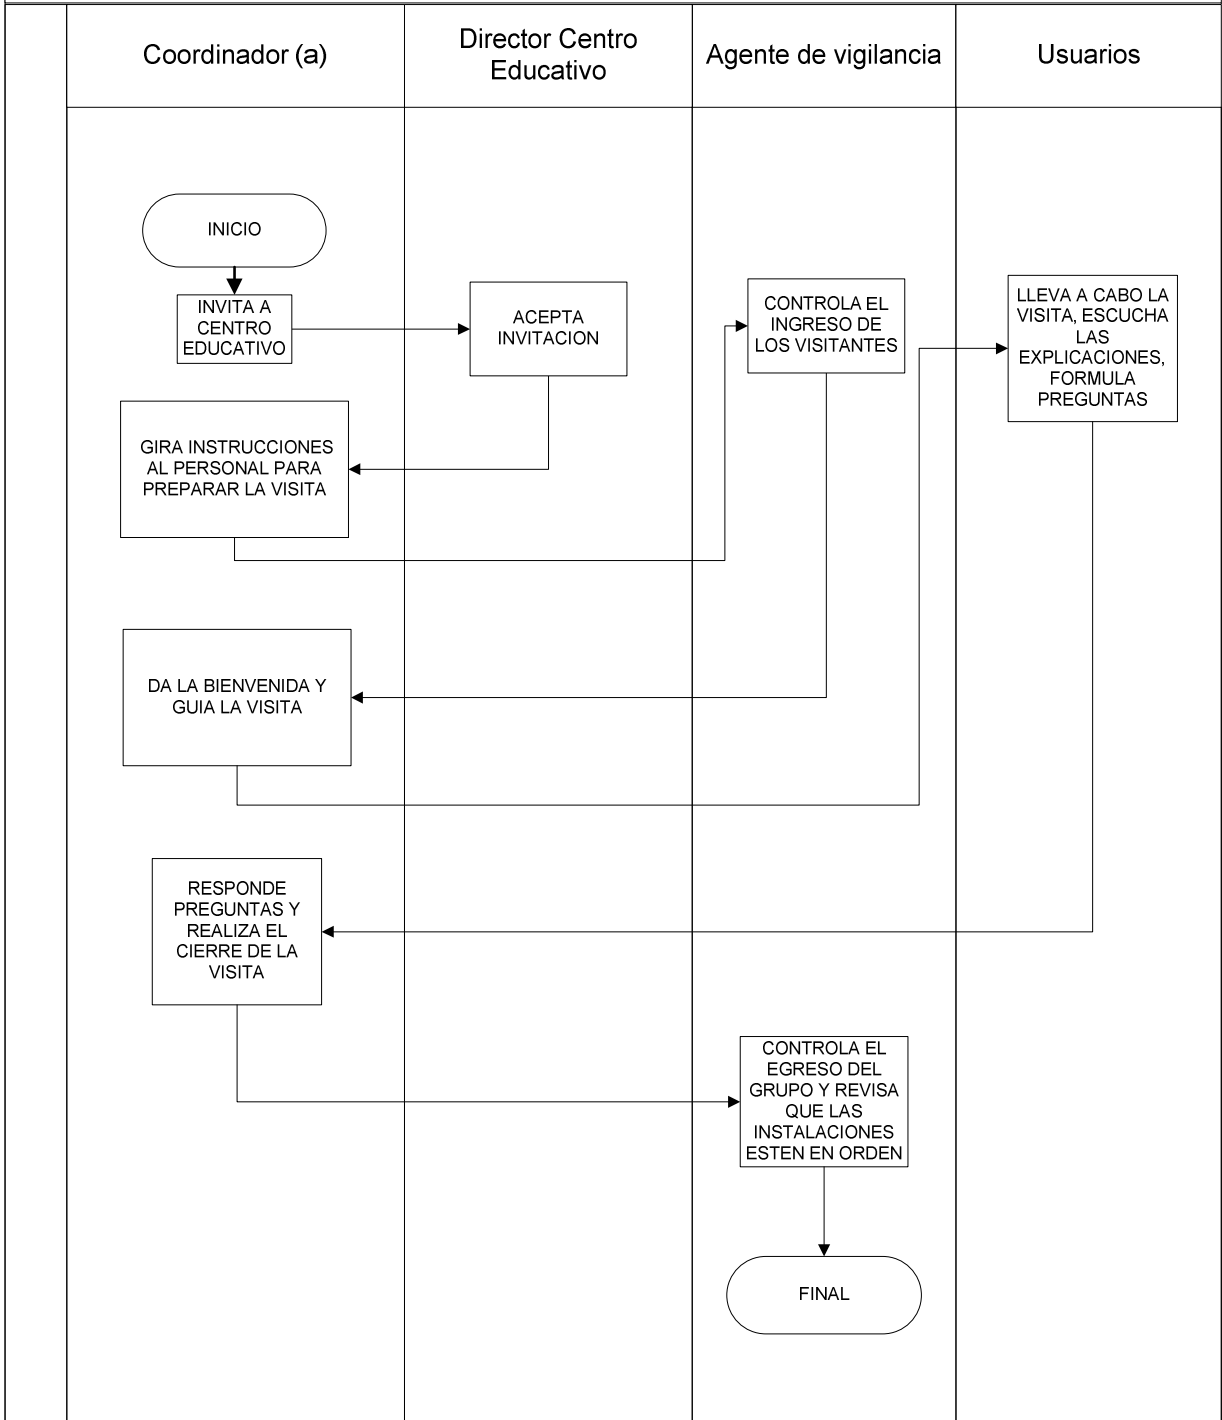 Coordinador (a)
Director Centro
Educativo
Agente de vigilancia
Usuarios
INICIO
INVITA A
CENTRO
EDUCATIVO
ACEPTA
INVITACION
CONTROLA EL
INGRESO DE
LOS VISITANTES
LLEVA A CABO LA
VISITA, ESCUCHA
LAS
EXPLICACIONES,
FORMULA
PREGUNTAS
GIRA INSTRUCCIONES
AL PERSONAL PARA
PREPARAR LA VISITA
DA LA BIENVENIDA Y
GUIA LA VISITA
RESPONDE
PREGUNTAS Y
REALIZA EL
CIERRE DE LA
VISITA
CONTROLA EL
EGRESO DEL
GRUPO Y REVISA
QUE LAS
INSTALACIONES
ESTEN EN ORDEN
FINAL